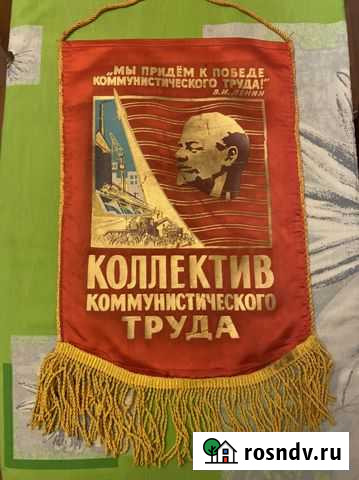 „МЫ ПРИДЁМ К ПОБЕДЕ
КОММУНИСТИЧЕСКОГО ТРУДА!"
В.И. ЛЕНИН
КОЛЛЕКТИВ
КОММУНИСТИЧЕСКОГО
ТРУДА
rosndv.ru